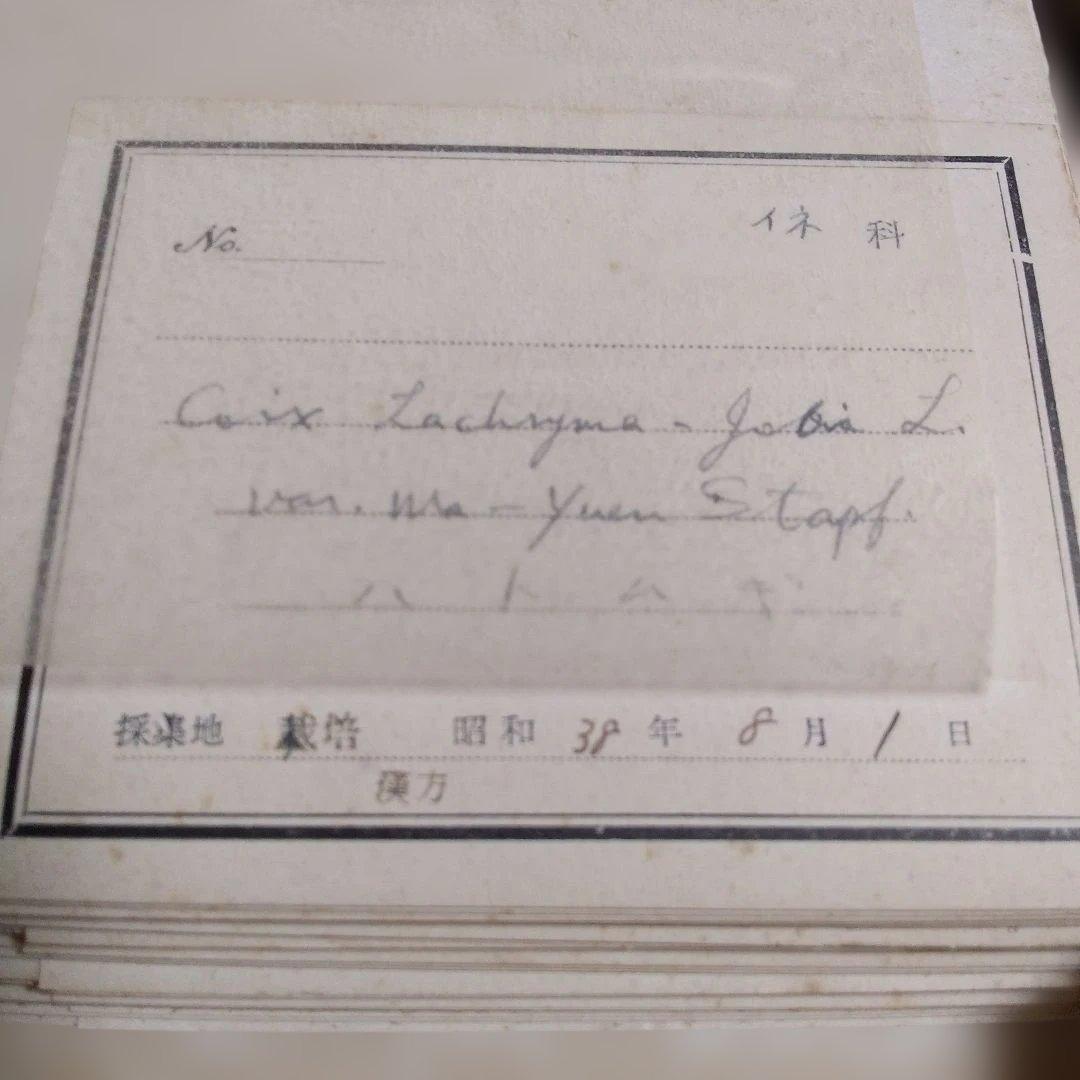 No. イネ 科
Coix Lachryma-Jobis L.
var. Ma-Yuen Stapf.
ハトムギ
採集地 栽培 昭和 38 年 8 月 1 日
漢方